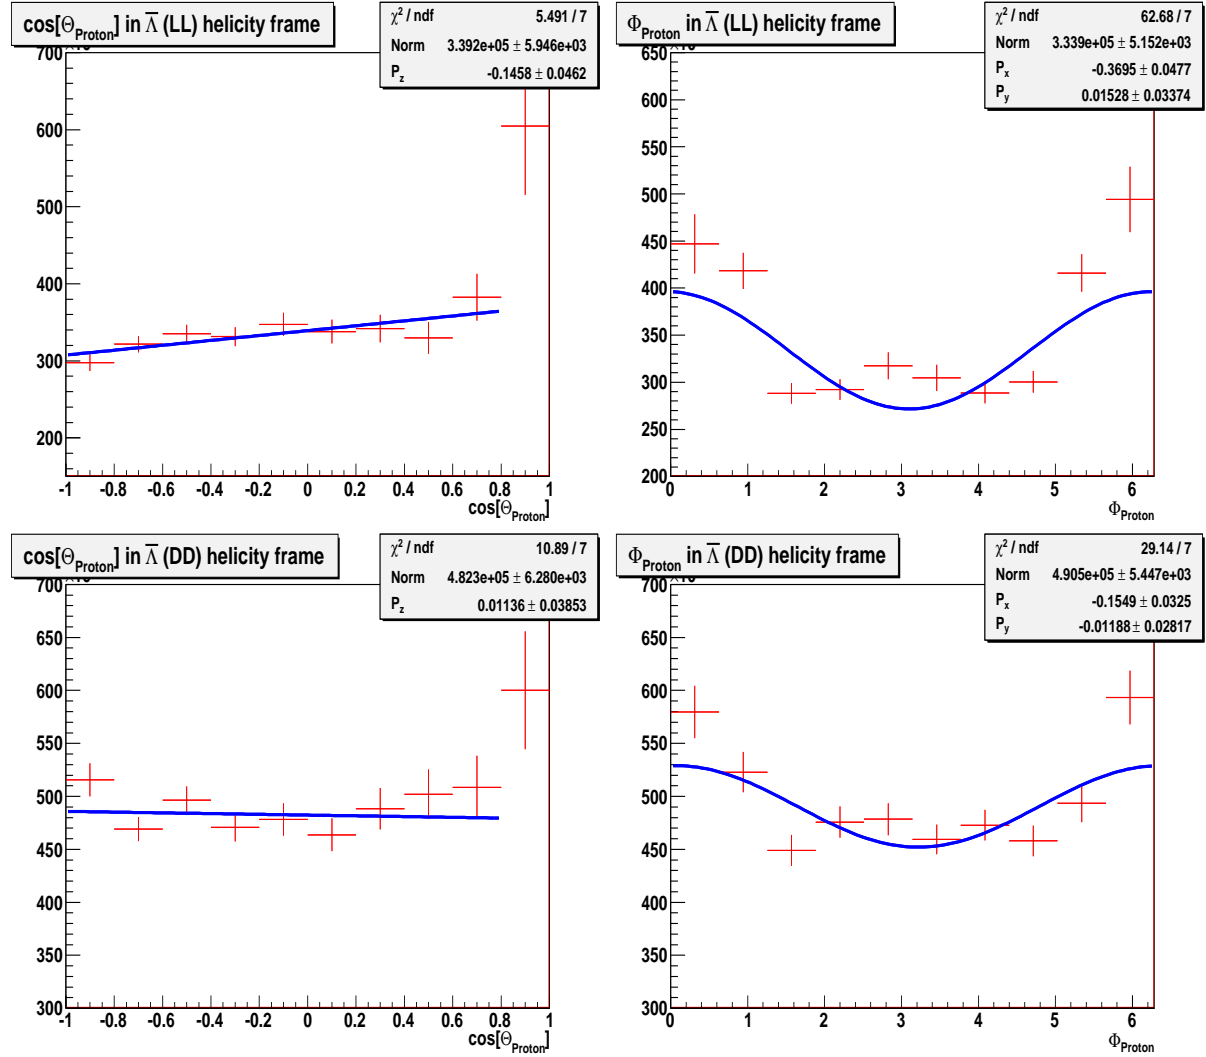 cos[Θ_Proton] in Λ̅ (LL) helicity frame
χ² / ndf 5.491 / 7
Norm 3.392e+05 ± 5.946e+03
P_z -0.1458 ± 0.0462
700
600
500
400
300
200
-1 -0.8 -0.6 -0.4 -0.2 0 0.2 0.4 0.6 0.8 1
cos[Θ_Proton]
Φ_Proton in Λ̅ (LL) helicity frame
χ² / ndf 62.68 / 7
Norm 3.339e+05 ± 5.152e+03
P_x -0.3695 ± 0.0477
P_y 0.01528 ± 0.03374
650
600
550
500
450
400
350
300
250
200
0 1 2 3 4 5 6
Φ_Proton
cos[Θ_Proton] in Λ̅ (DD) helicity frame
χ² / ndf 10.89 / 7
Norm 4.823e+05 ± 6.280e+03
P_z 0.01136 ± 0.03853
700
650
600
550
500
450
400
350
300
-1 -0.8 -0.6 -0.4 -0.2 0 0.2 0.4 0.6 0.8 1
cos[Θ_Proton]
Φ_Proton in Λ̅ (DD) helicity frame
χ² / ndf 29.14 / 7
Norm 4.905e+05 ± 5.447e+03
P_x -0.1549 ± 0.0325
P_y -0.01188 ± 0.02817
700
650
600
550
500
450
400
350
300
0 1 2 3 4 5 6
Φ_Proton